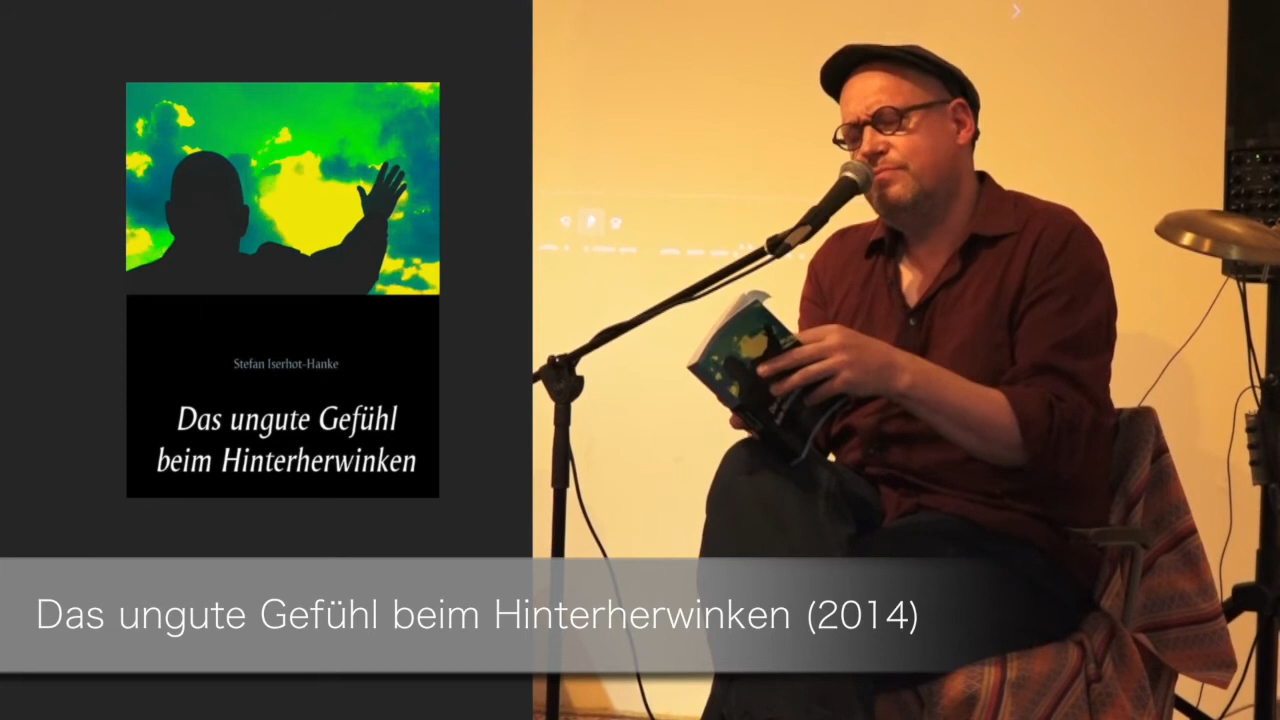 Stefan Iserhot-Hanke
Das ungute Gefühl
beim Hinterherwinken
Das ungute Gefühl beim Hinterherwinken (2014)